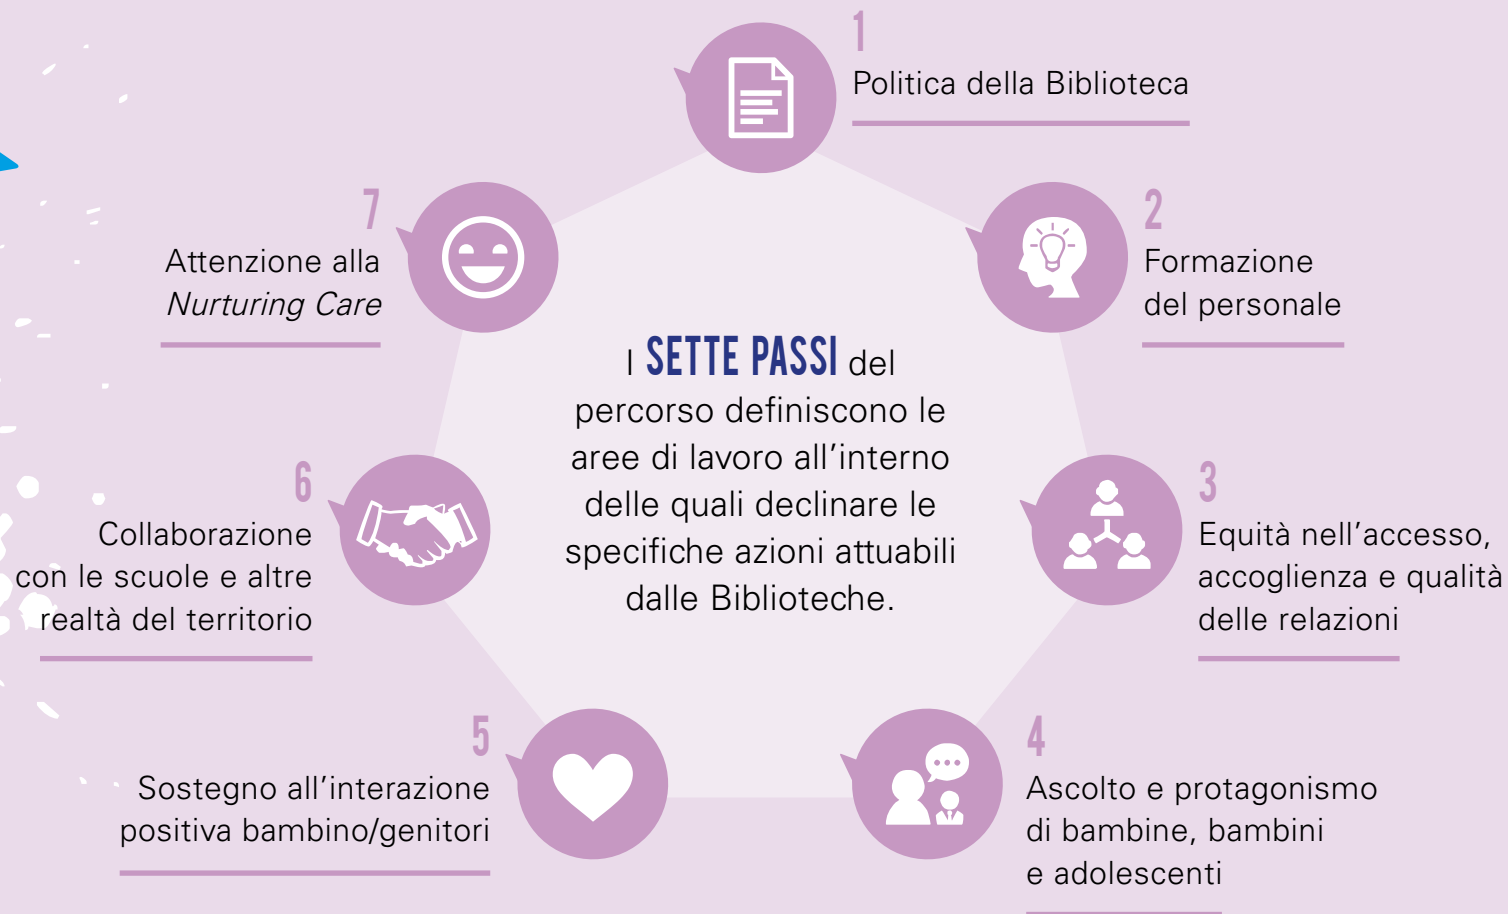 1
Politica della Biblioteca
2
Formazione
del personale
3
Equità nell’accesso,
accoglienza e qualità
delle relazioni
4
Ascolto e protagonismo
di bambine, bambini
e adolescenti
5
Sostegno all’interazione
positiva bambino/genitori
6
Collaborazione
con le scuole e altre
realtà del territorio
7
Attenzione alla
Nurturing Care
I SETTE PASSI del
percorso definiscono le
aree di lavoro all’interno
delle quali declinare le
specifiche azioni attuabili
dalle Biblioteche.